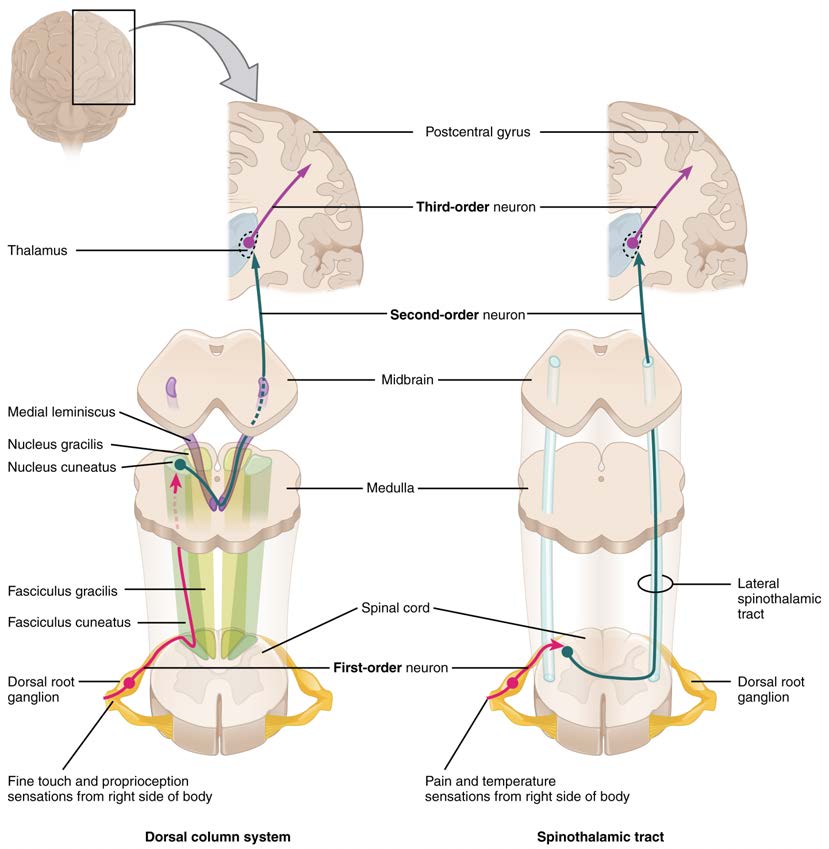 Postcentral gyrus
Third-order neuron
Thalamus
Second-order neuron
Midbrain
Medial leminiscus
Nucleus gracilis
Nucleus cuneatus
Medulla
Fasciculus gracilis
Fasciculus cuneatus
Spinal cord
Lateral
spinothalamic
tract
First-order neuron
Dorsal root
ganglion
Dorsal root
ganglion
Fine touch and proprioception
sensations from right side of body
Pain and temperature
sensations from right side of body
Dorsal column system
Spinothalamic tract